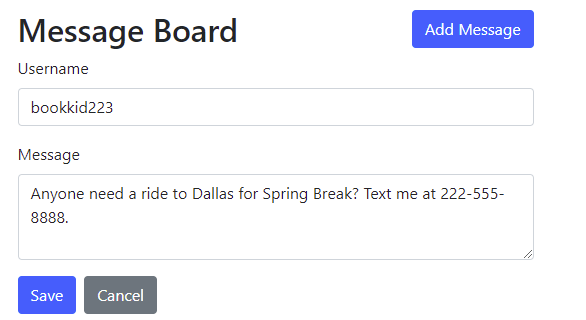 Message Board
Add Message
Username
bookkid223
Message
Anyone need a ride to Dallas for Spring Break? Text me at 222-555-
8888.
Save
Cancel